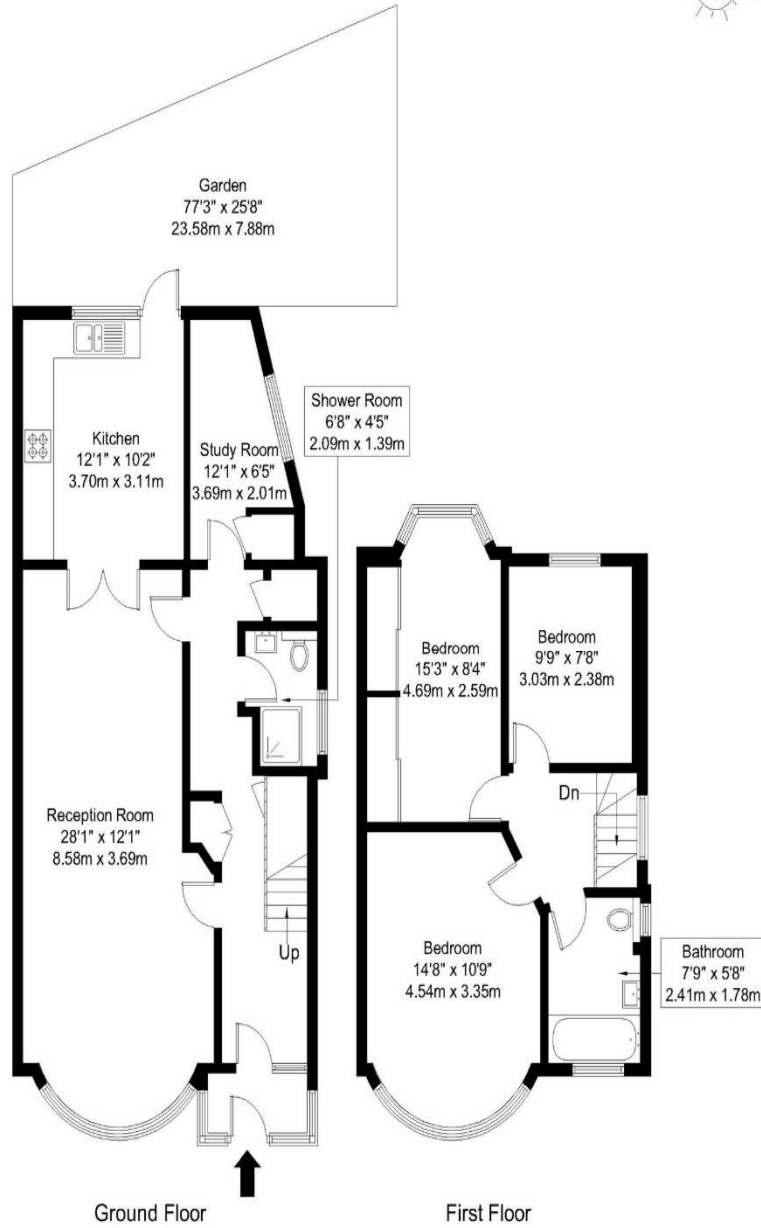 Garden
77'3" x 25'8"
23.58m x 7.88m
Shower Room
6'8" x 4'5"
2.09m x 1.39m
Kitchen
12'1" x 10'2"
3.70m x 3.11m
Study Room
12'1" x 6'5"
3.69m x 2.01m
Bedroom
15'3" x 8'4"
4.69m x 2.59m
Bedroom
9'9" x 7'8"
3.03m x 2.38m
Dn
Reception Room
28'1" x 12'1"
8.58m x 3.69m
Up
Bedroom
14'8" x 10'9"
4.54m x 3.35m
Bathroom
7'9" x 5'8"
2.41m x 1.78m
Ground Floor
First Floor